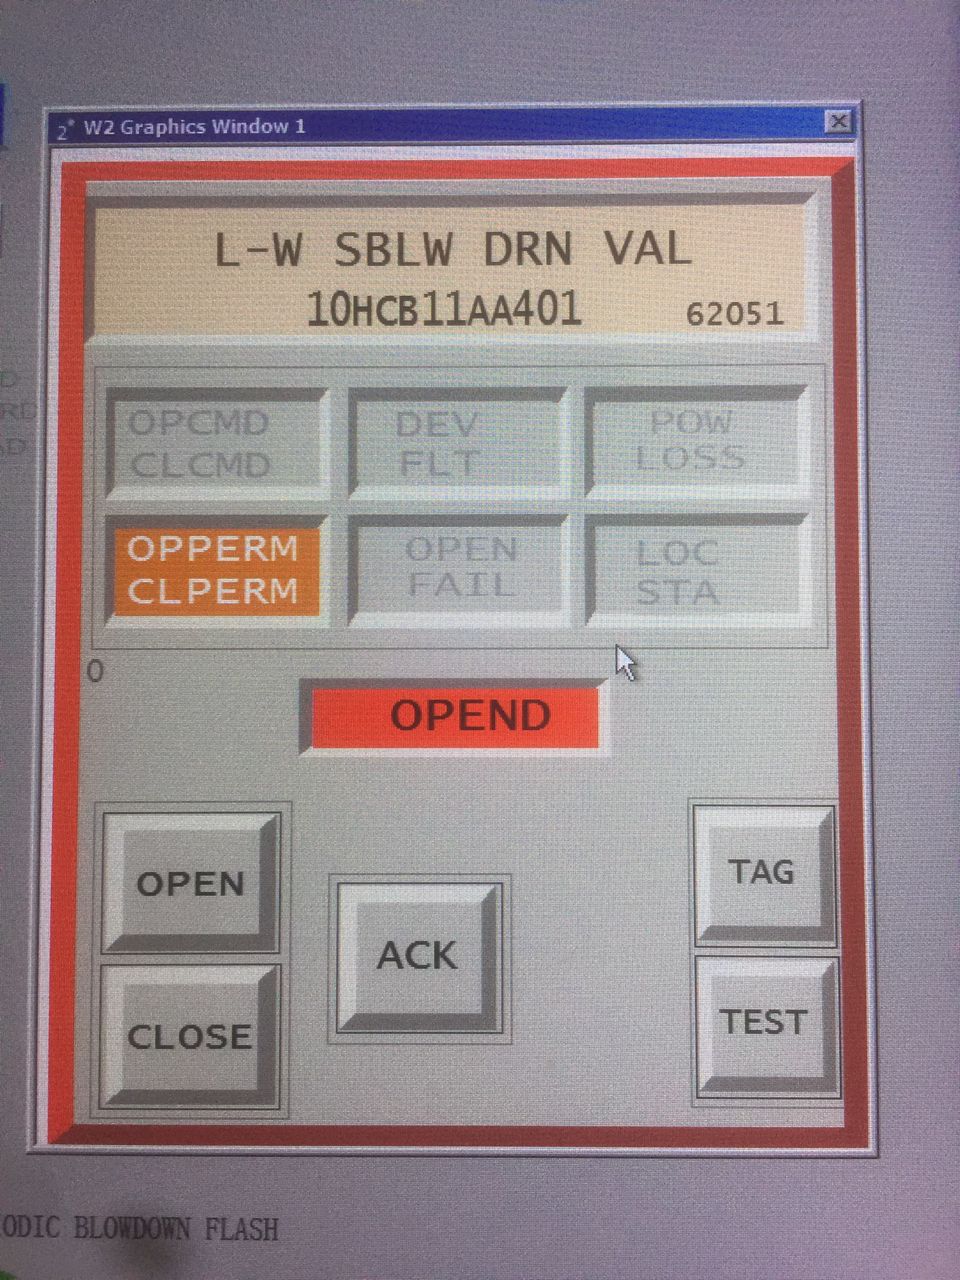 2* W2 Graphics Window 1
L-W SBLW DRN VAL
10HCB11AA401 62051
OPCMD
CLCMD
DEV
FLT
POW
LOSS
OPPERM
CLPERM
OPEN
FAIL
LOC
STA
0
OPEND
OPEN
CLOSE
ACK
TAG
TEST
ODIC BLOWDOWN FLASH